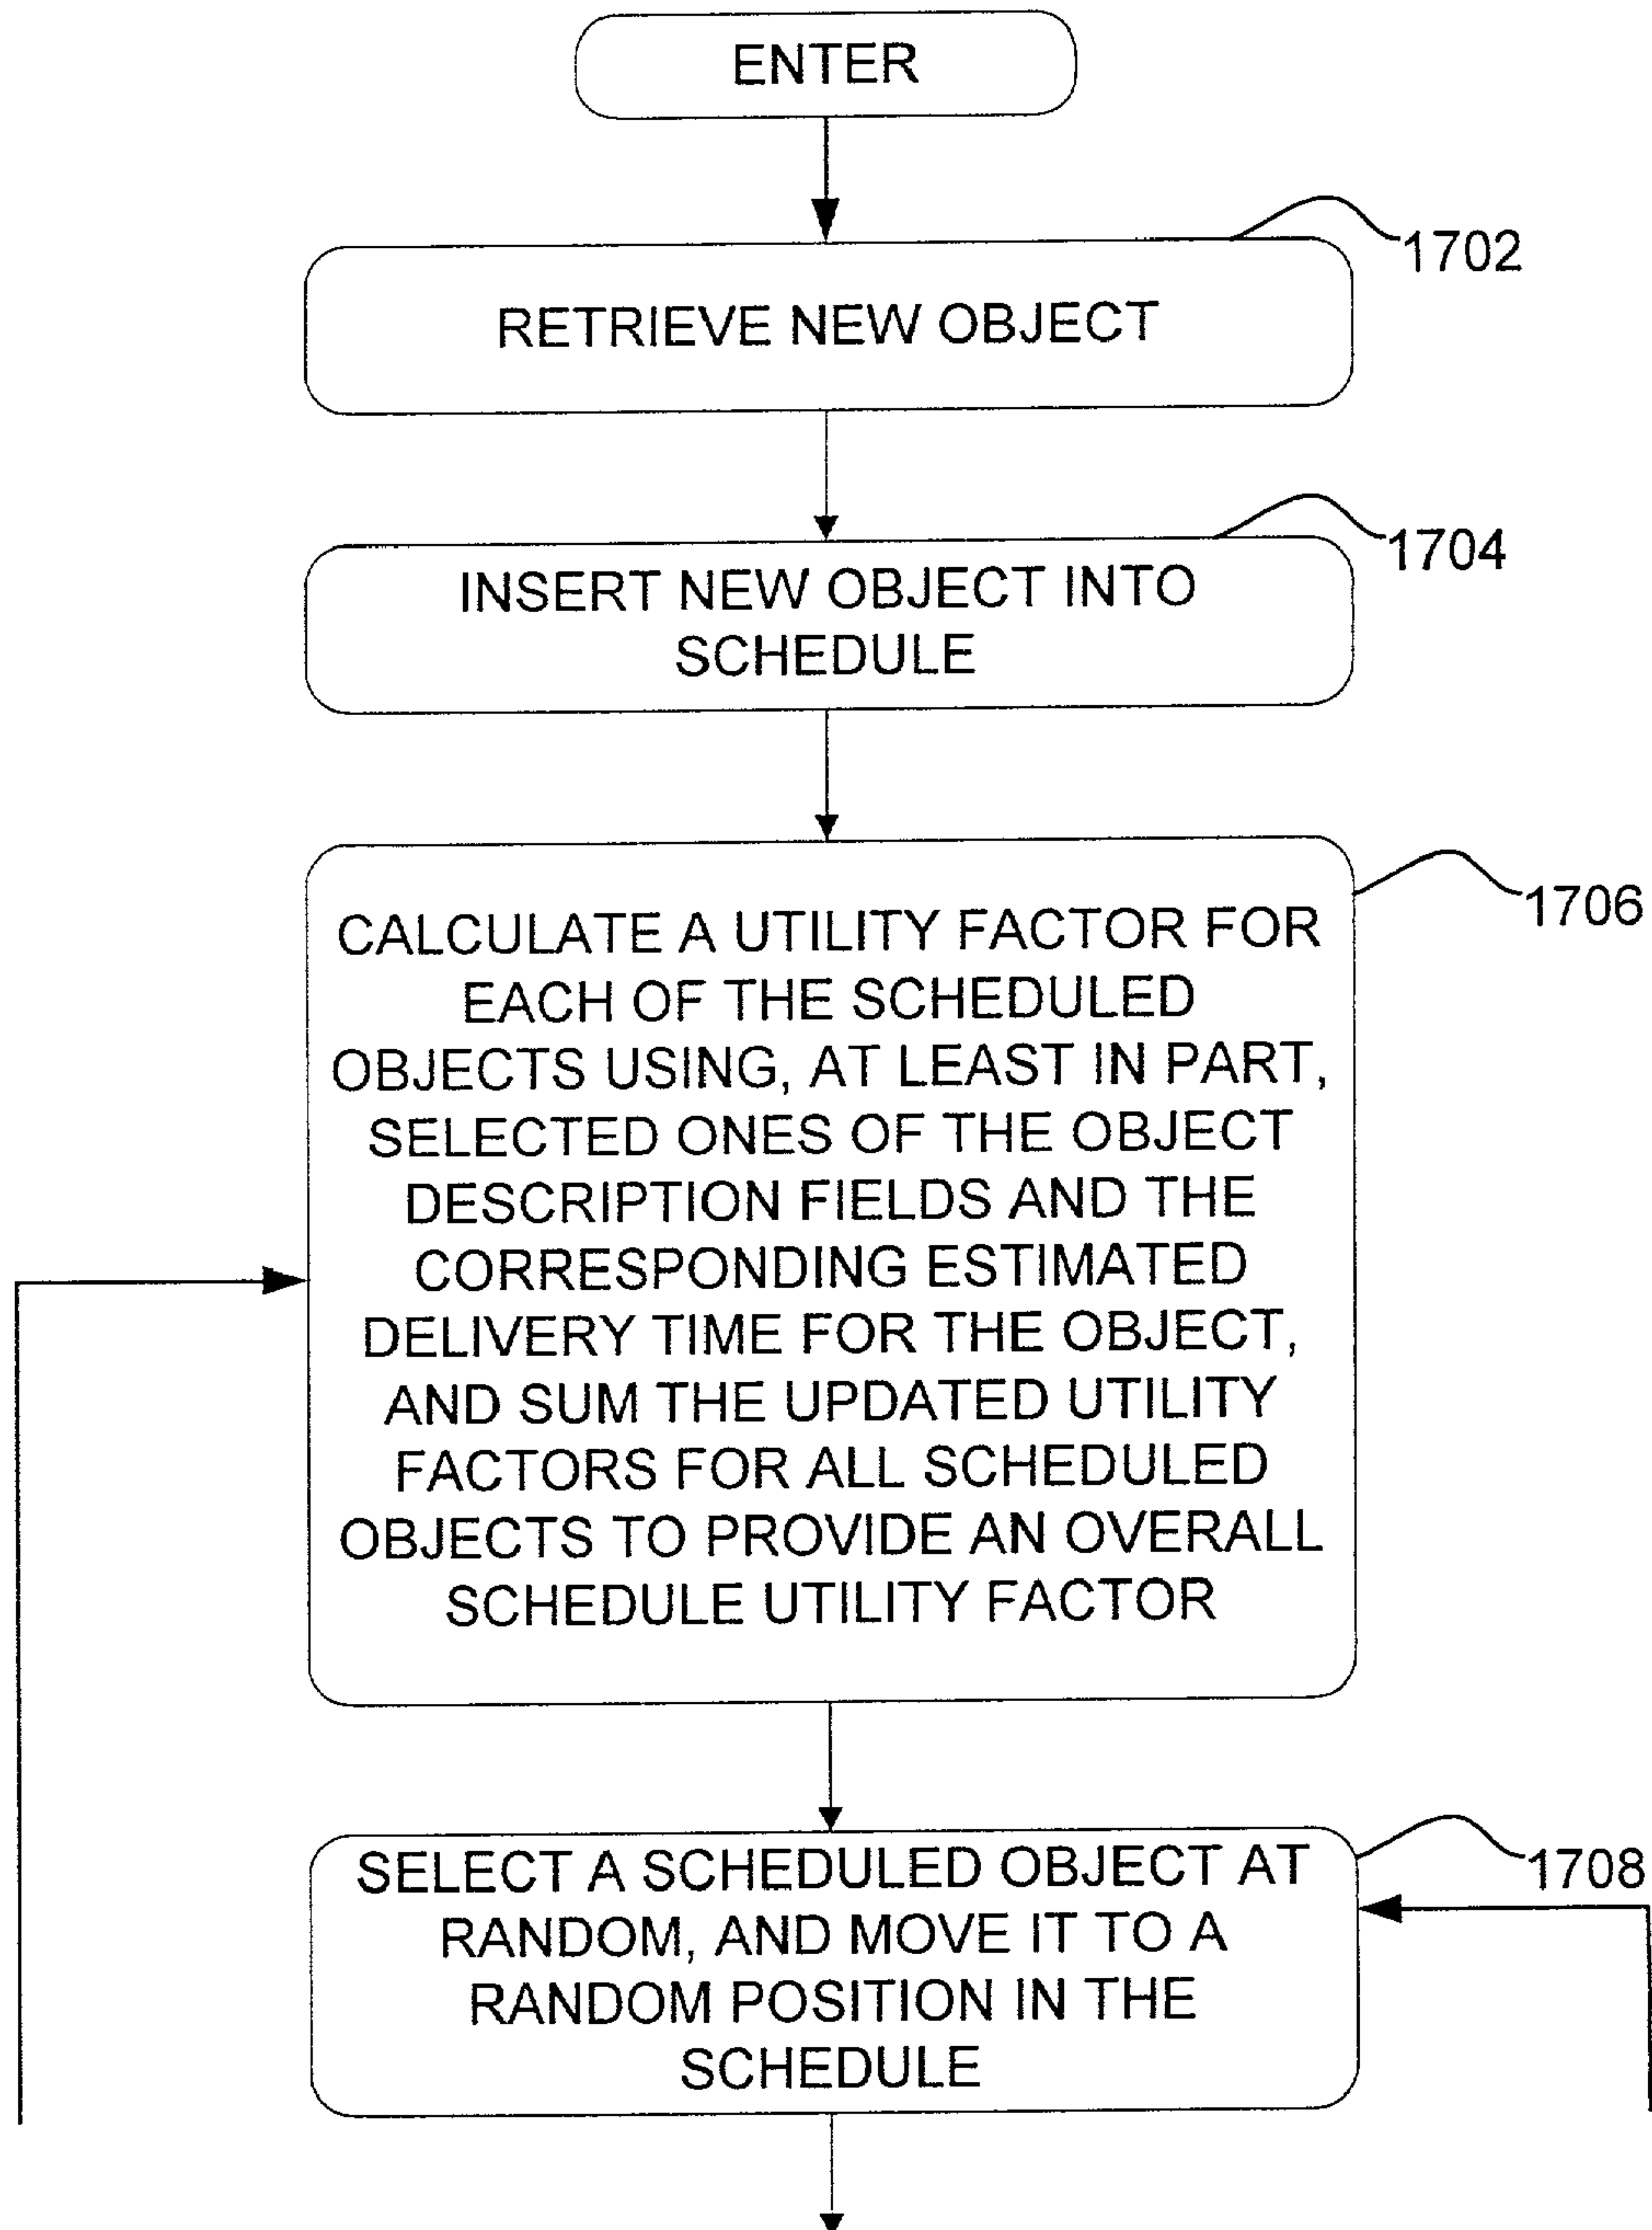 ENTER
1702
RETRIEVE NEW OBJECT
1704
INSERT NEW OBJECT INTO
SCHEDULE
1706
CALCULATE A UTILITY FACTOR FOR
EACH OF THE SCHEDULED
OBJECTS USING, AT LEAST IN PART,
SELECTED ONES OF THE OBJECT
DESCRIPTION FIELDS AND THE
CORRESPONDING ESTIMATED
DELIVERY TIME FOR THE OBJECT,
AND SUM THE UPDATED UTILITY
FACTORS FOR ALL SCHEDULED
OBJECTS TO PROVIDE AN OVERALL
SCHEDULE UTILITY FACTOR
1708
SELECT A SCHEDULED OBJECT AT
RANDOM, AND MOVE IT TO A
RANDOM POSITION IN THE
SCHEDULE